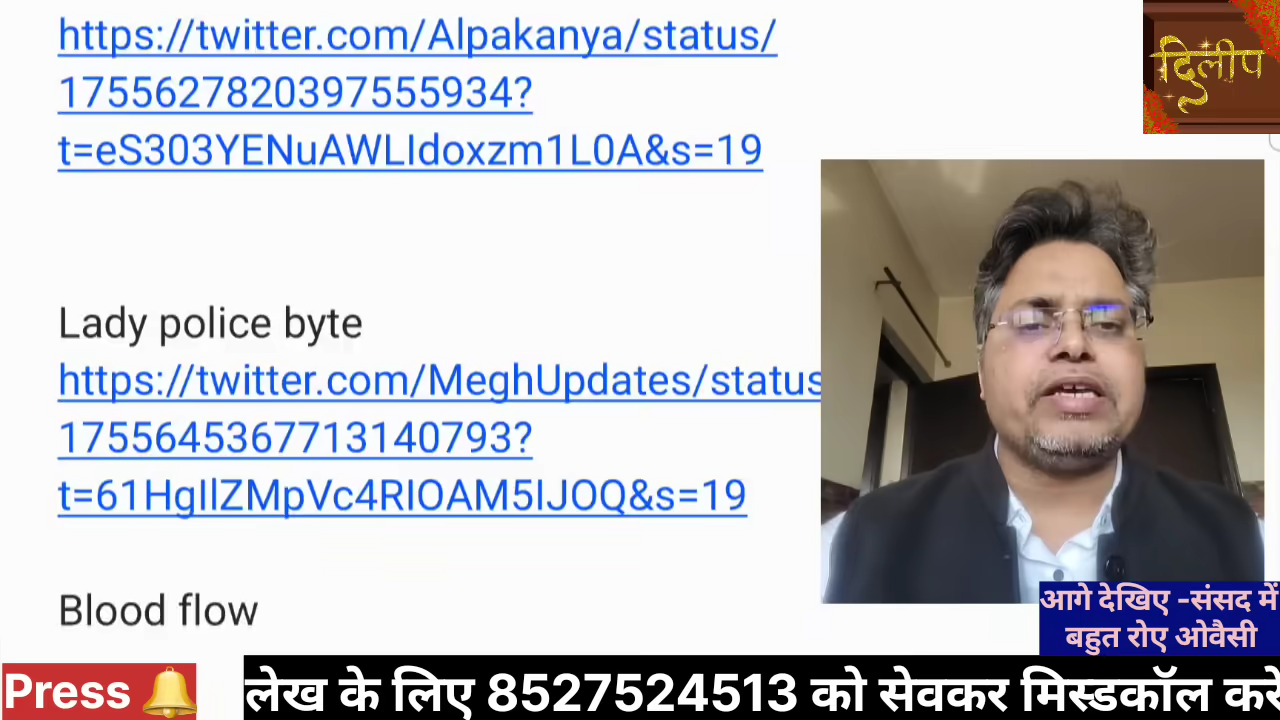 https://twitter.com/Alpakanya/status/
1755627820397555934?
t=eS303YENuAWLIdoxzm1L0A&s=19
दिलीप
Lady police byte
https://twitter.com/MeghUpdates/status
1755645367713140793?
t=61HgIlZMpVc4RIOAM5IJOQ&s=19
Blood flow
आगे देखिए -संसद में
बहुत रोए ओवैसी
Press
लेख के लिए 8527524513 को सेवकर मिस्डकॉल करे